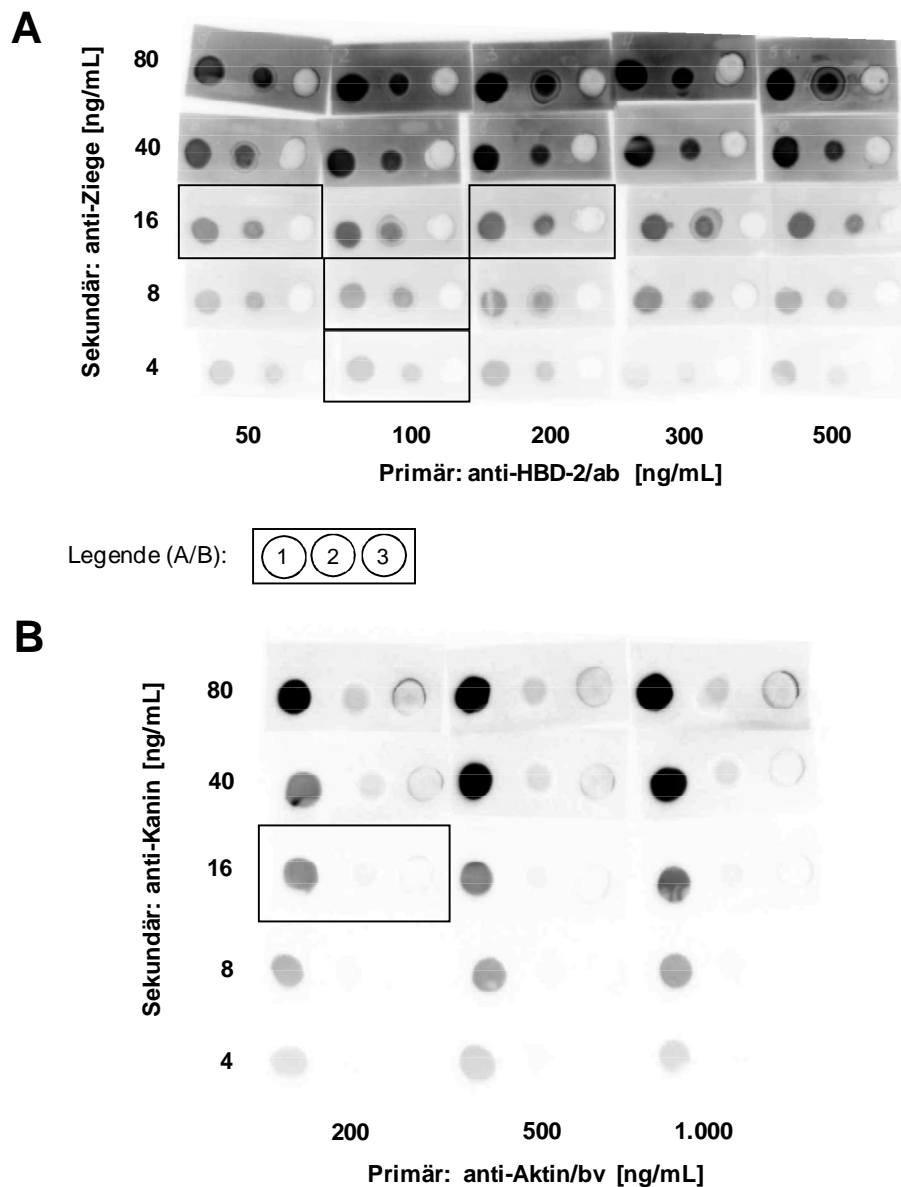 A
Sekundär: anti-Ziege [ng/mL]
80
40
16
8
4
50 100 200 300 500
Primär: anti-HBD-2/ab [ng/mL]
Legende (A/B): 1 2 3
B
Sekundär: anti-Kanin [ng/mL]
80
40
16
8
4
200 500 1.000
Primär: anti-Aktin/bv [ng/mL]